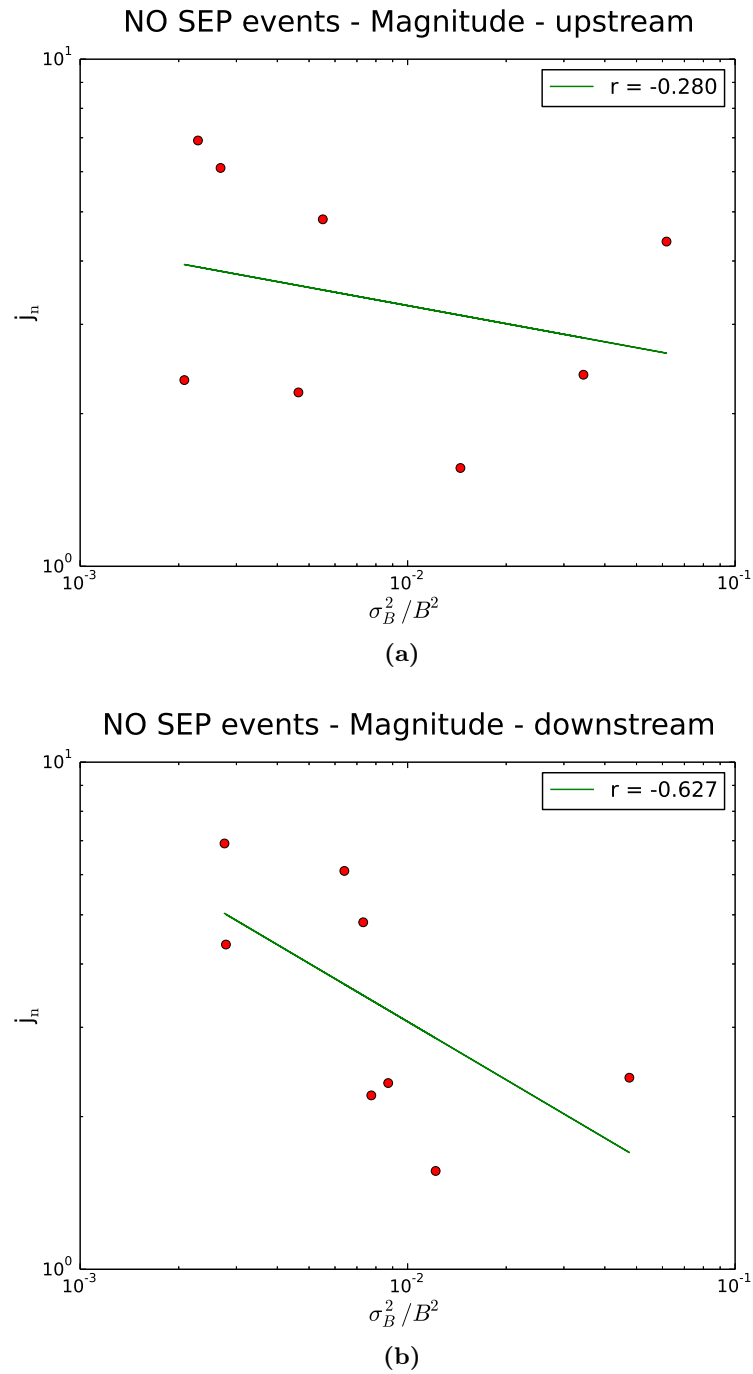 NO SEP events - Magnitude - upstream
10^1
r = -0.280
j_n
10^0
10^-3 10^-2 10^-1
σ_B^2/B^2
(a)
NO SEP events - Magnitude - downstream
10^1
r = -0.627
j_n
10^0
10^-3 10^-2 10^-1
σ_B^2/B^2
(b)